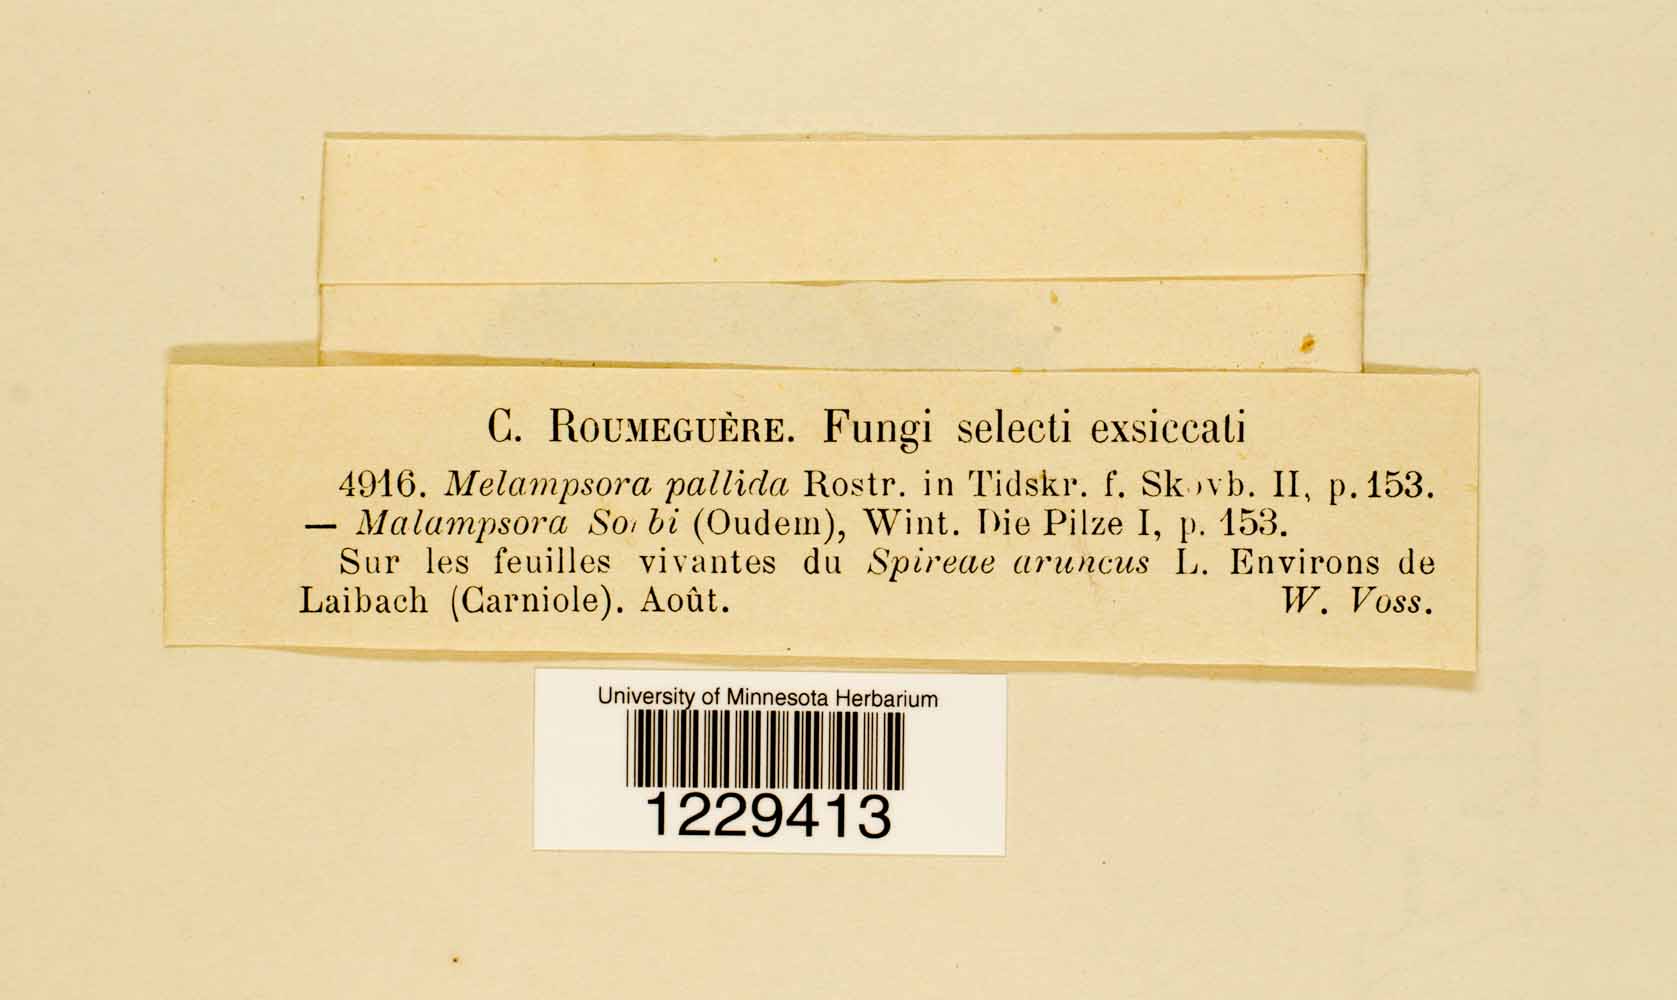 C. ROUMEGUÈRE. Fungi selecti exsiccati
4916. Melampsora pallida Rostr. in Tidskr. f. Skovb. II, p. 153.
— Malampsora Sorbi (Oudem), Wint. Die Pilze I, p. 153.
Sur les feuilles vivantes du Spireae aruncus L. Environs de
Laibach (Carniole). Août. W. Voss.
University of Minnesota Herbarium
1229413